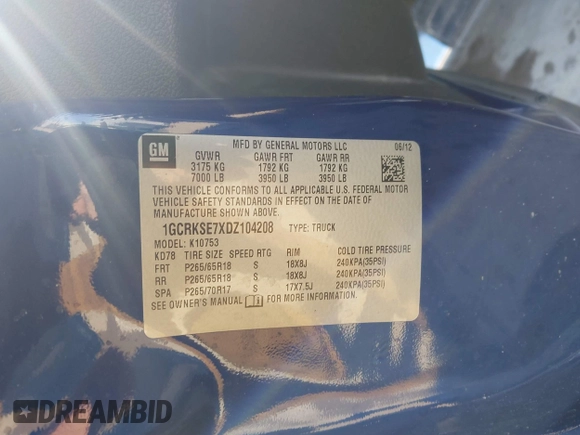 GM
MFD BY GENERAL MOTORS LLC 06/12
GVWR GAWR FRT GAWR RR
3175 KG 1792 KG 1792 KG
7000 LB 3950 LB 3950 LB
THIS VEHICLE CONFORMS TO ALL APPLICABLE U.S. FEDERAL MOTOR
VEHICLE SAFETY STANDARDS IN EFFECT ON THE DATE OF
MANUFACTURE SHOWN ABOVE.
1GCRKSE7XDZ104208 TYPE: TRUCK
MODEL: K10753
KD78 TIRE SIZE SPEED RTG RIM COLD TIRE PRESSURE
FRT P265/65R18 S 18X8J 240KPA(35PSI)
RR P265/65R18 S 18X8J 240KPA(35PSI)
SPA P265/70R17 S 17X7.5J 240KPA(35PSI)
SEE OWNER'S MANUAL FOR MORE INFORMATION.
DREAMBID